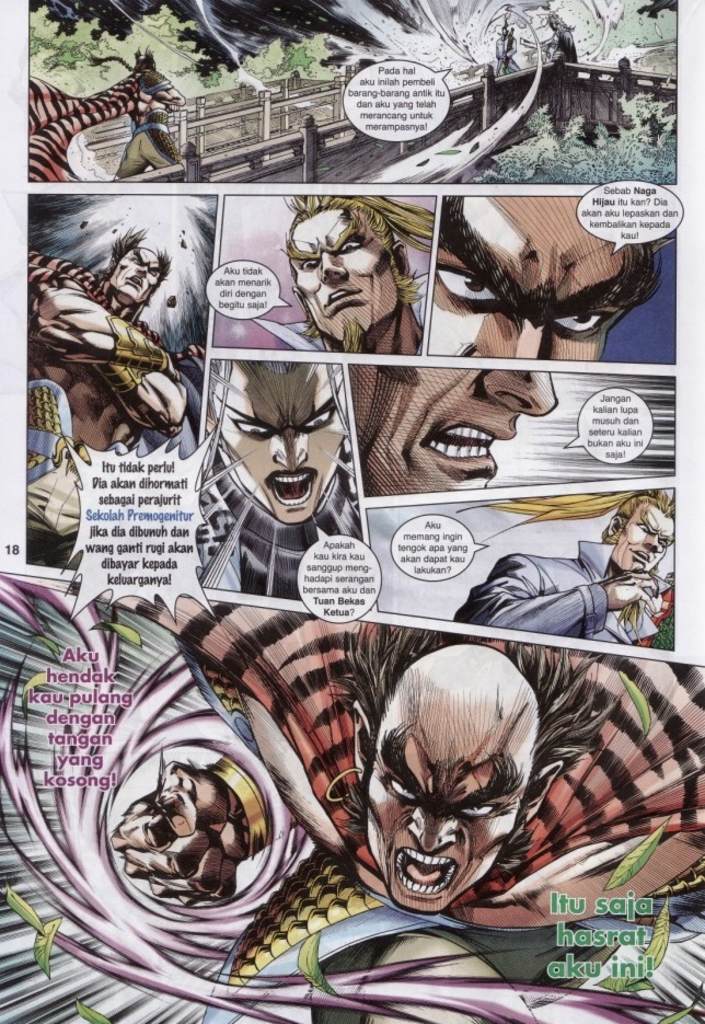 Pada hal
aku inilah pembeli
barang-barang antik itu
dan aku yang telah
merancang untuk
merampasnya!
Sebab Naga
Hijau itu kan? Dia
akan aku lepaskan dan
kembalikan kepada
kau!
Aku tidak
akan menarik
diri dengan
begitu saja!
Jangan
kalian lupa
musuh dan
seteru kalian
bukan aku ini
saja!
Itu tidak perlu!
Dia akan dihormati
sebagai perajurit
Sekolah Premogenitur
jika dia dibunuh dan
wang ganti rugi akan
dibayar kepada
keluarganya!
Apakah
kau kira kau
sanggup meng-
hadapi serangan
bersama aku dan
Tuan Bekas
Ketua?
Aku
memang ingin
tengok apa yang
akan dapat kau
lakukan?
18
Aku
hendak
kau pulang
dengan
tangan
yang
kosong!
Itu saja
hasrat
aku ini!